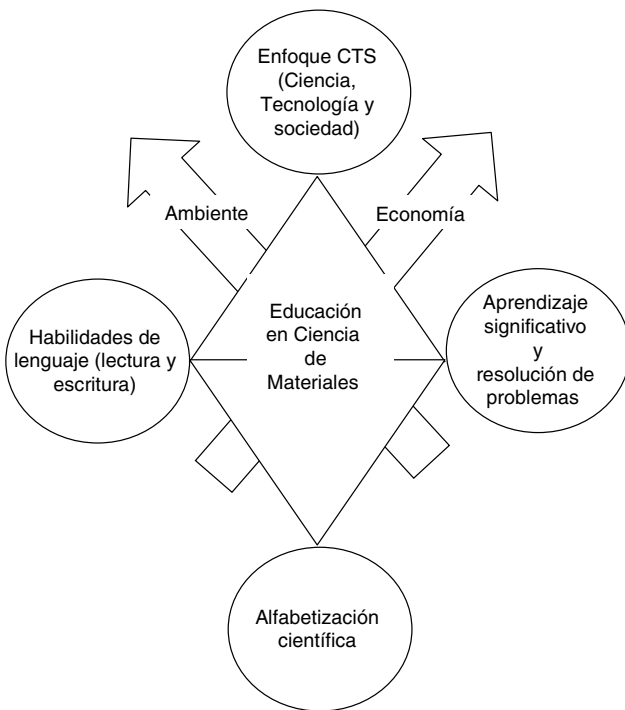 Enfoque CTS
(Ciencia,
Tecnología y
sociedad)
Ambiente
Economía
Habilidades de
lenguaje (lectura y
escritura)
Educación
en Ciencia
de
Materiales
Aprendizaje
significativo
y
resolución de
problemas
Alfabetización
científica